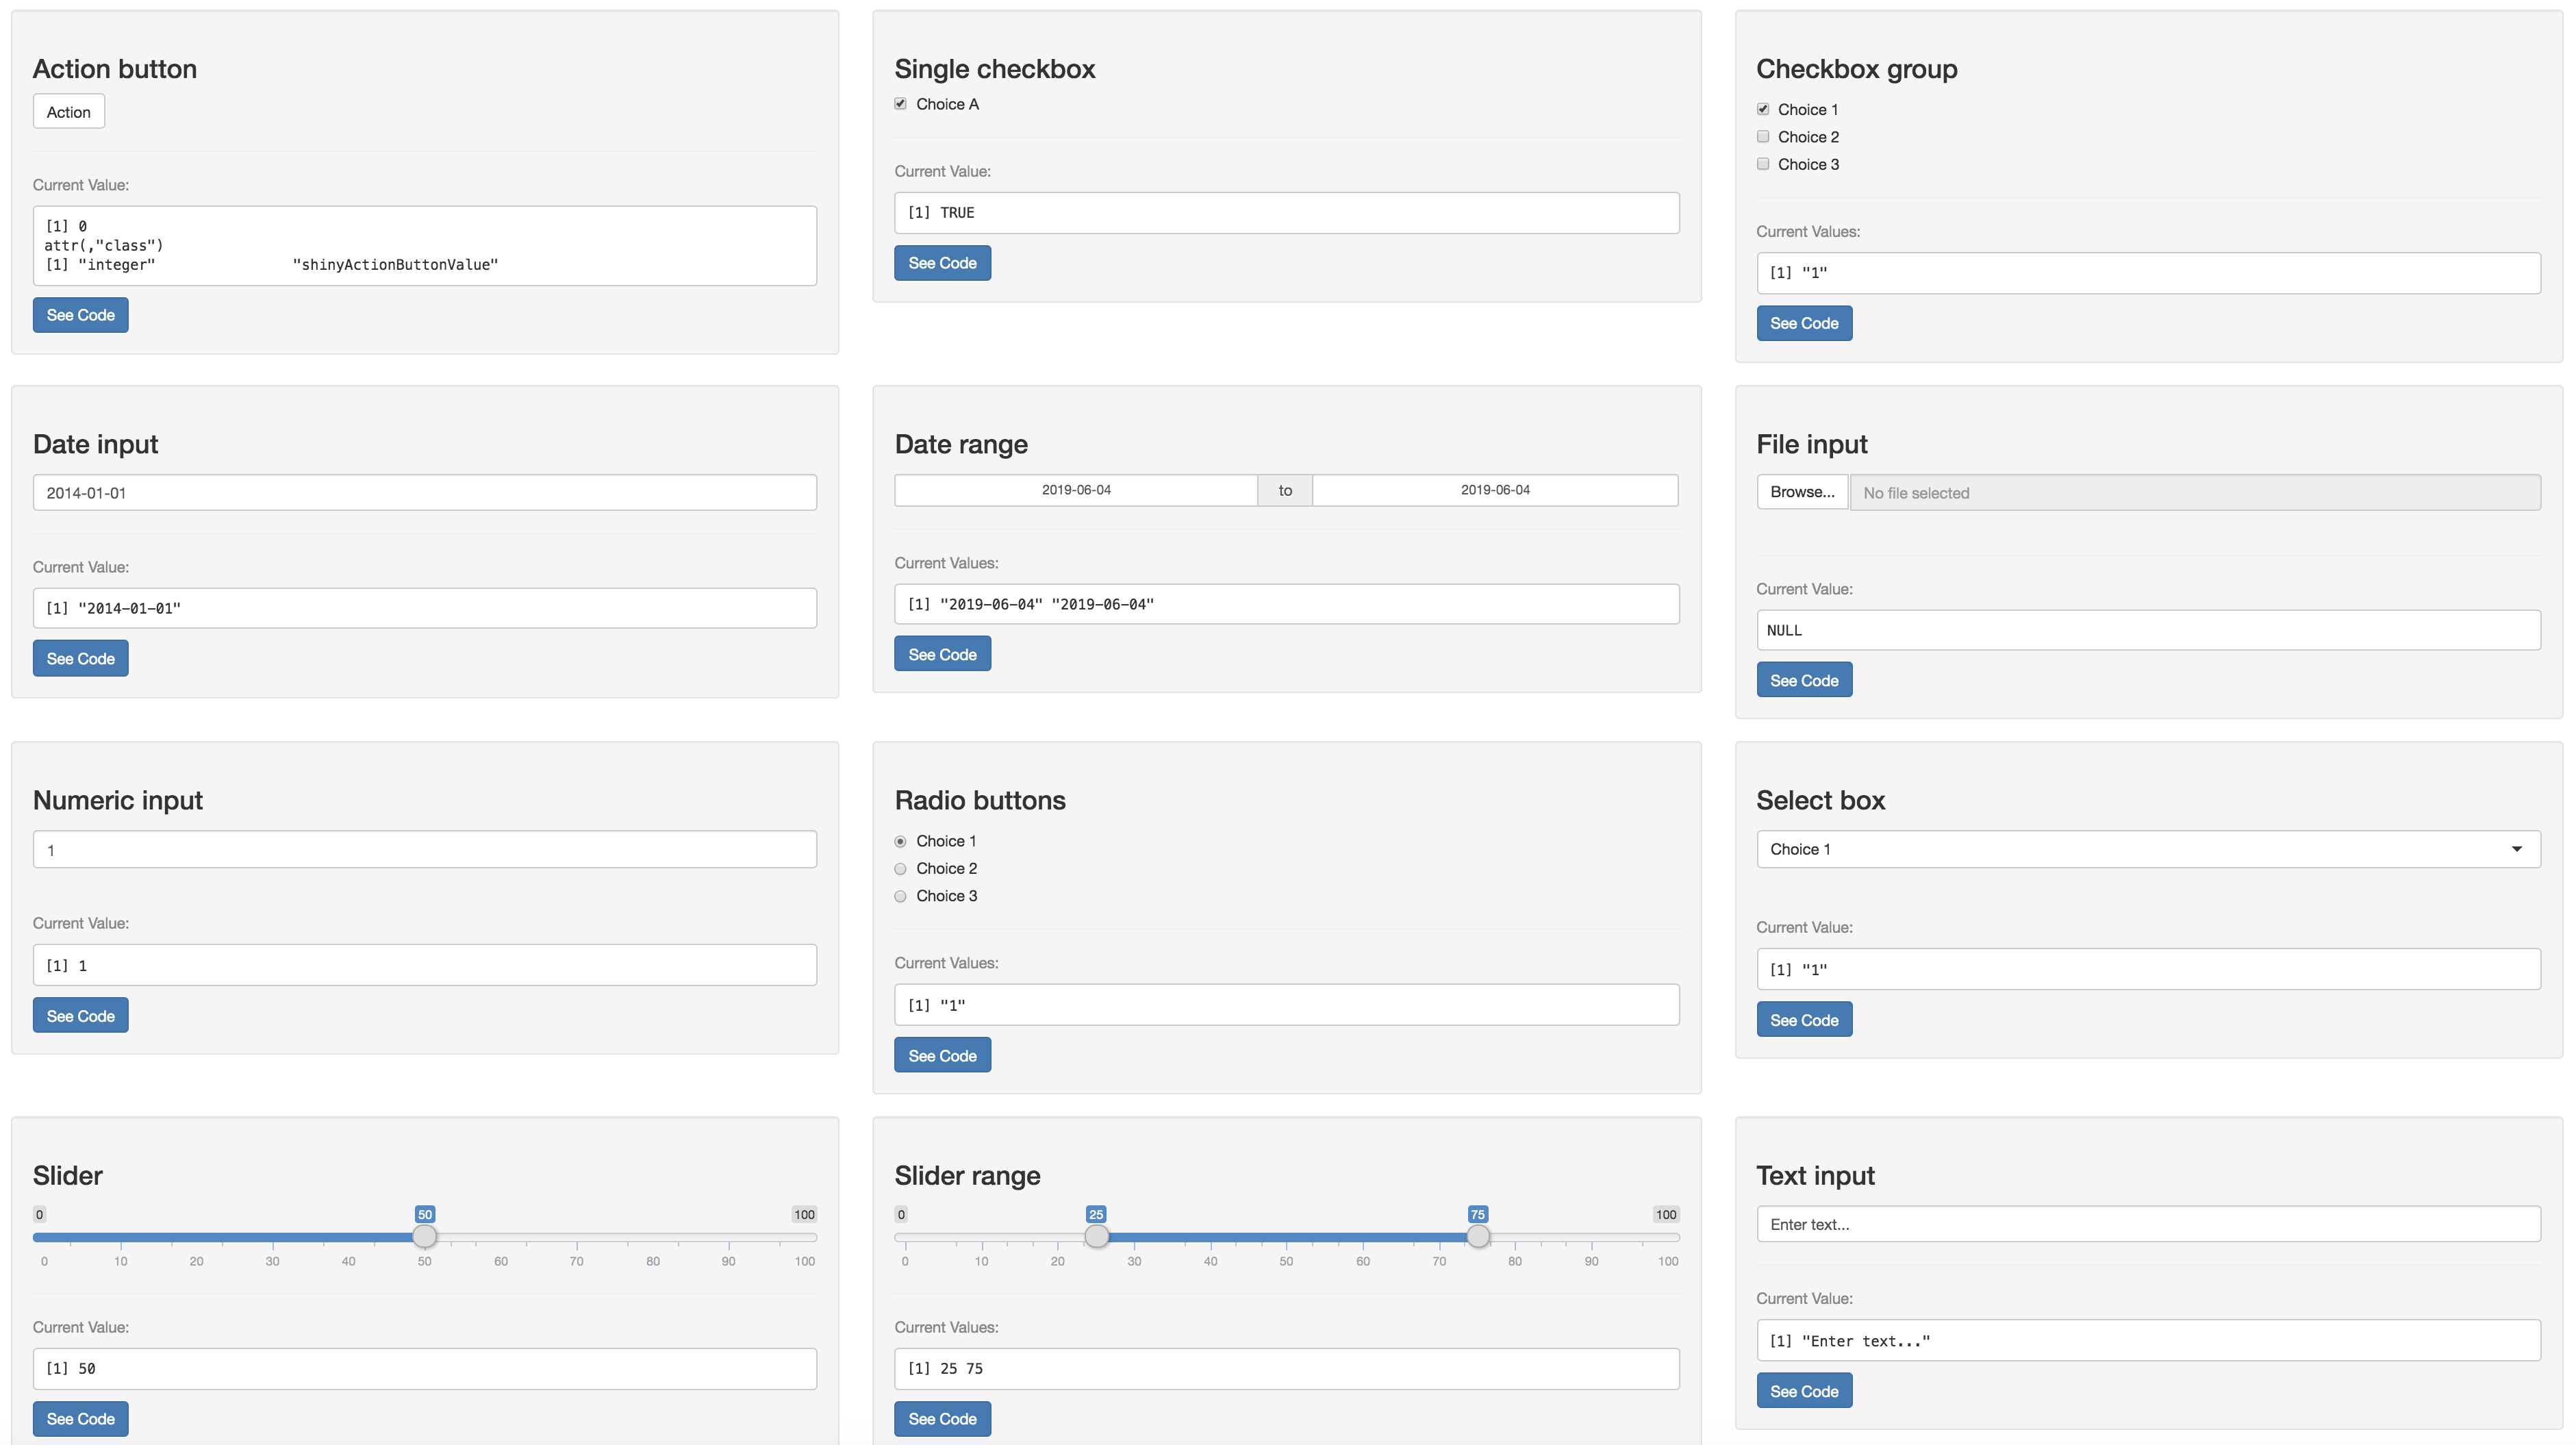 Action button
Action
Current Value:
[1] 0
attr(,"class")
[1] "integer"                "shinyActionButtonValue"
See Code
Single checkbox
Choice A
Current Value:
[1] TRUE
See Code
Checkbox group
Choice 1
Choice 2
Choice 3
Current Values:
[1] "1"
See Code
Date input
2014-01-01
Current Value:
[1] "2014-01-01"
See Code
Date range
2019-06-04 to 2019-06-04
Current Values:
[1] "2019-06-04" "2019-06-04"
See Code
File input
Browse... No file selected
Current Value:
NULL
See Code
Numeric input
1
Current Value:
[1] 1
See Code
Radio buttons
Choice 1
Choice 2
Choice 3
Current Values:
[1] "1"
See Code
Select box
Choice 1
Current Value:
[1] "1"
See Code
Slider
0 50 100
0 10 20 30 40 50 60 70 80 90 100
Current Value:
[1] 50
See Code
Slider range
0 25 75 100
0 10 20 30 40 50 60 70 80 90 100
Current Values:
[1] 25 75
See Code
Text input
Enter text...
Current Value:
[1] "Enter text..."
See Code